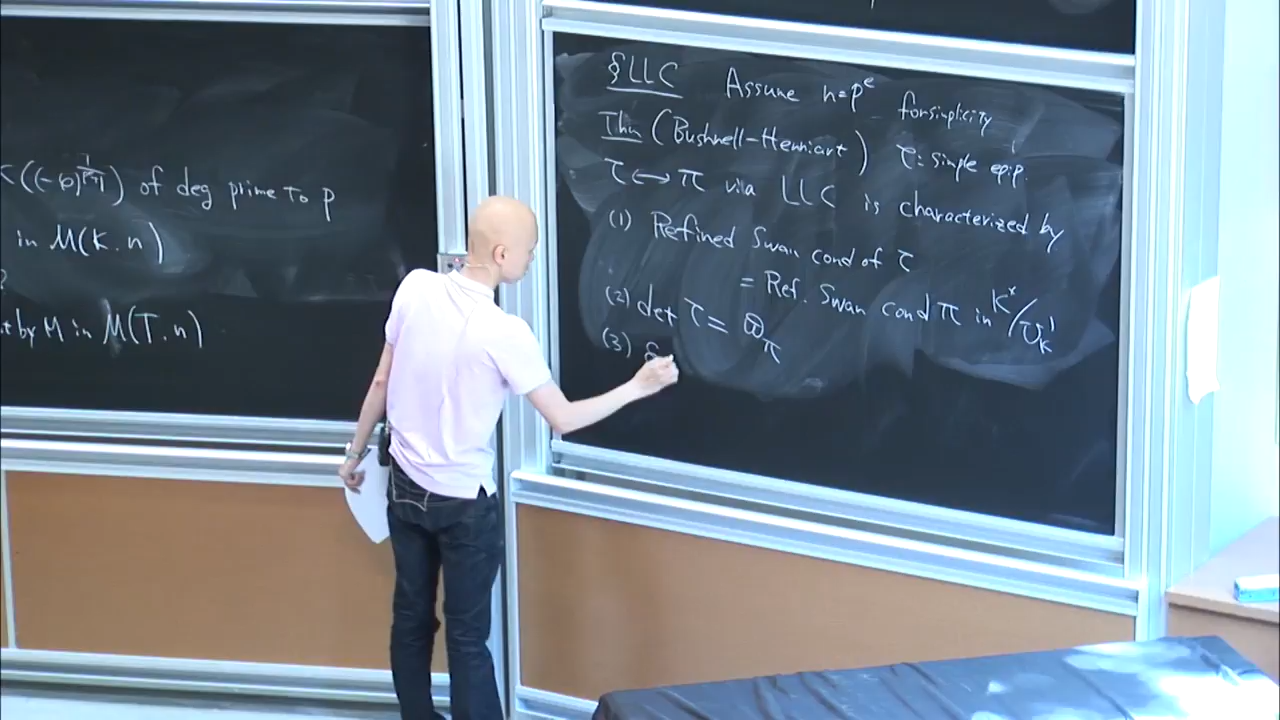 of deg prime to p
in M(K.n)
?
by M in M(T.n)
§LLC Assume n=p^e for simplicity
Thm (Bushnell-Henniart) τ: simple epip.
τ ↔ π via LLC is characterized by
(1) Refined Swan cond of τ
= Ref. Swan cond π in K^×/U_K^1
(2) det τ = ω_π
(3) ε